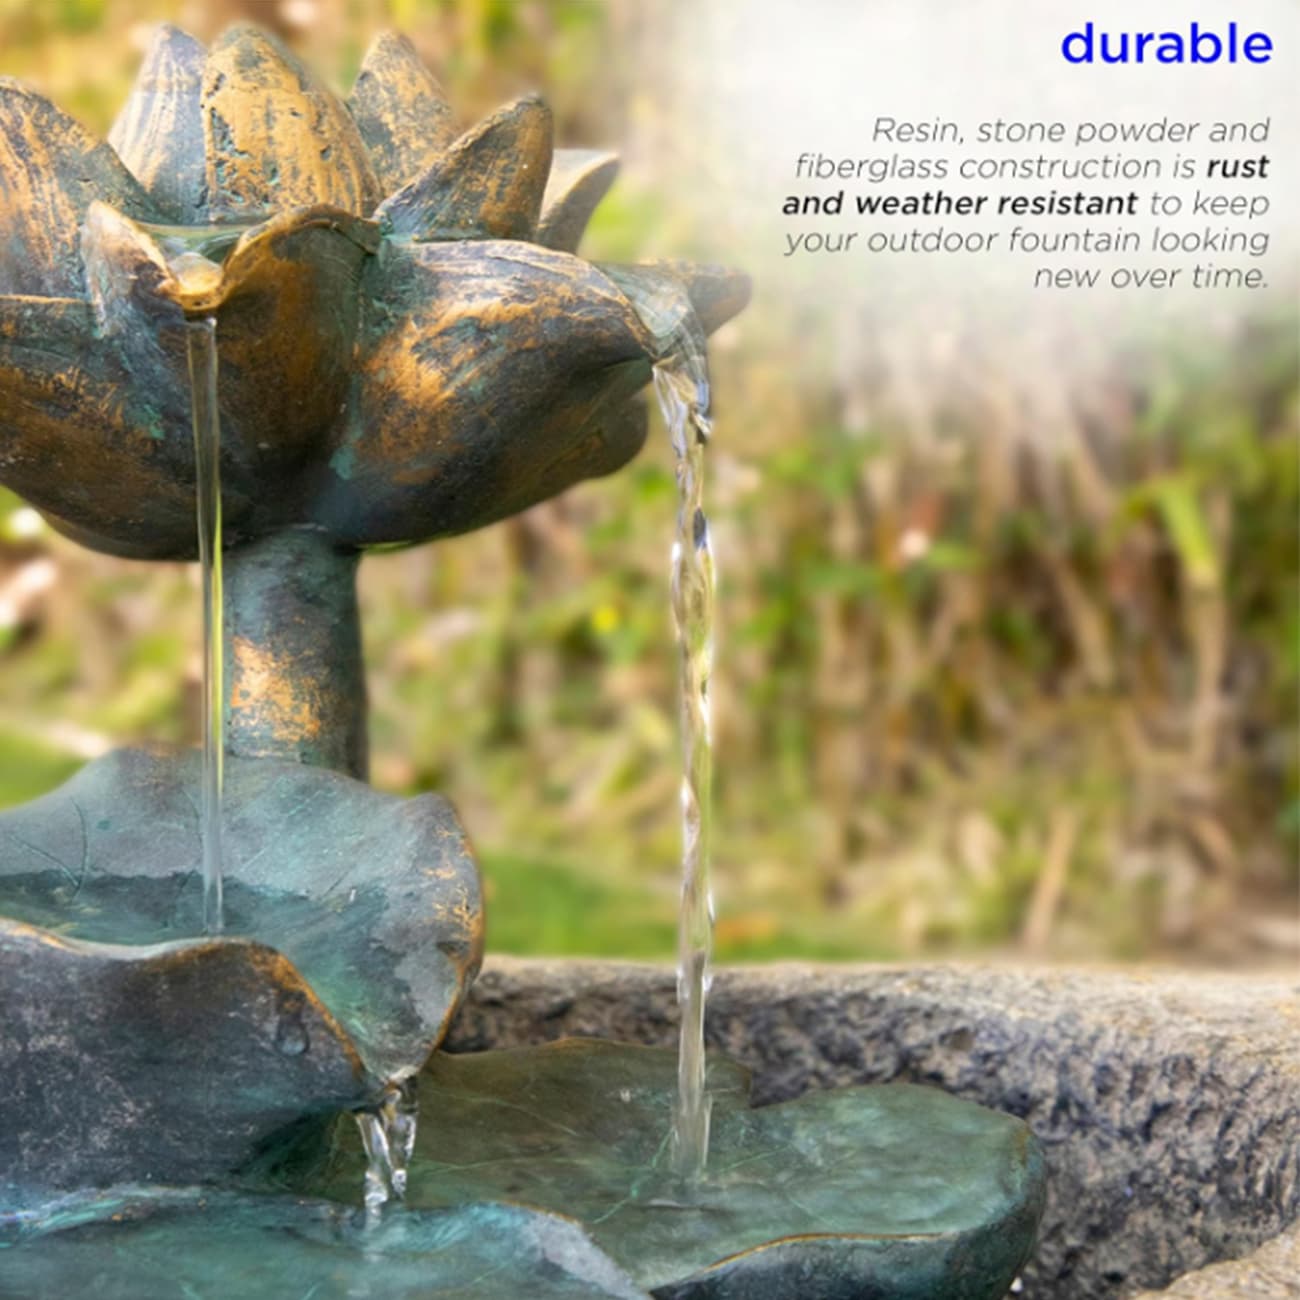 durable
Resin, stone powder and
fiberglass construction is rust
and weather resistant to keep
your outdoor fountain looking
new over time.